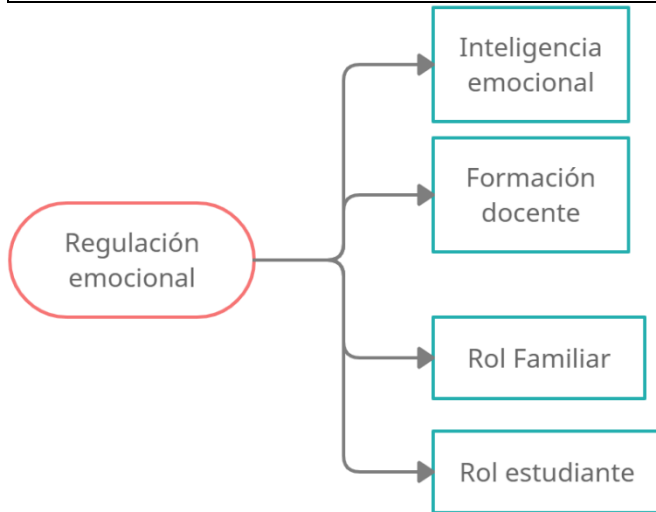 Inteligencia
emocional
Formación
docente
Regulación
emocional
Rol Familiar
Rol estudiante